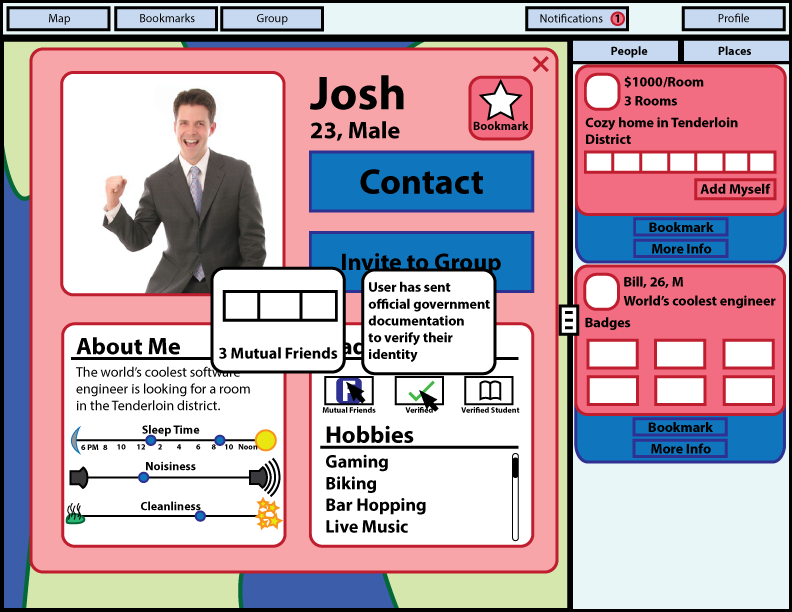 Map
Bookmarks
Group
Notifications 1
Profile
People
Places
Josh
23, Male
Bookmark
Contact
Invite to Group
3 Mutual Friends
User has sent
official government
documentation
to verify their
identity
About Me
The world's coolest software
engineer is looking for a room
in the Tenderloin district.
Sleep Time
6 PM 8 10 12 2 4 6 8 10 Noon
Noisiness
Cleanliness
Mutual Friends
Verified
Verified Student
Hobbies
Gaming
Biking
Bar Hopping
Live Music
$1000/Room
3 Rooms
Cozy home in Tenderloin
District
Add Myself
Bookmark
More Info
Bill, 26, M
World's coolest engineer
Badges
Bookmark
More Info